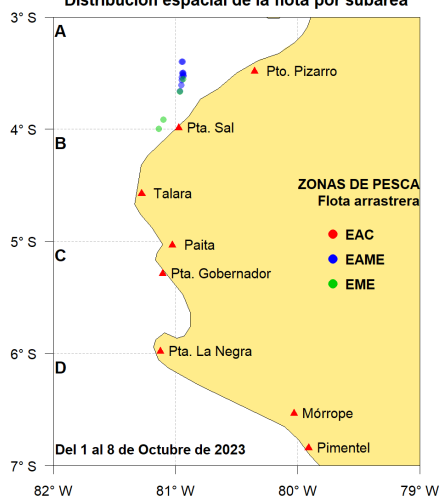 Distribución espacial de la flota por subárea
3° S
A
Pto. Pizarro
4° S
Pta. Sal
B
ZONAS DE PESCA
Talara
Flota arrastrera
EAC
5° S
Paita
C
EAME
Pta. Gobernador
EME
6° S
Pta. La Negra
D
Mórrope
Del 1 al 8 de Octubre de 2023
Pimentel
7° S
82° W
81° W
80° W
79° W